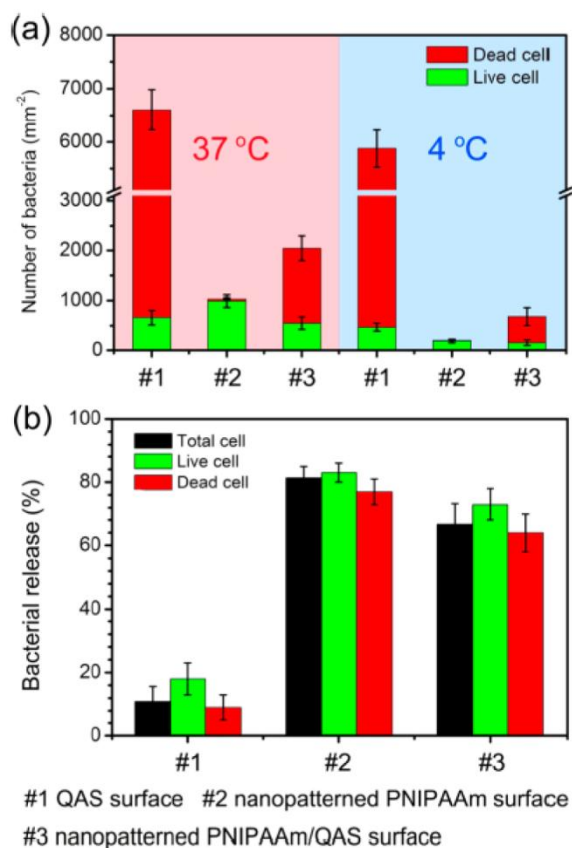 (a)
8000
7000
6000
3000
2000
1000
0
Number of bacteria (mm⁻²)
Dead cell
Live cell
37 °C
4 °C
#1 #2 #3 #1 #2 #3
(b)
100
80
60
40
20
0
Bacterial release (%)
Total cell
Live cell
Dead cell
#1 #2 #3
#1 QAS surface #2 nanopatterned PNIPAAm surface
#3 nanopatterned PNIPAAm/QAS surface